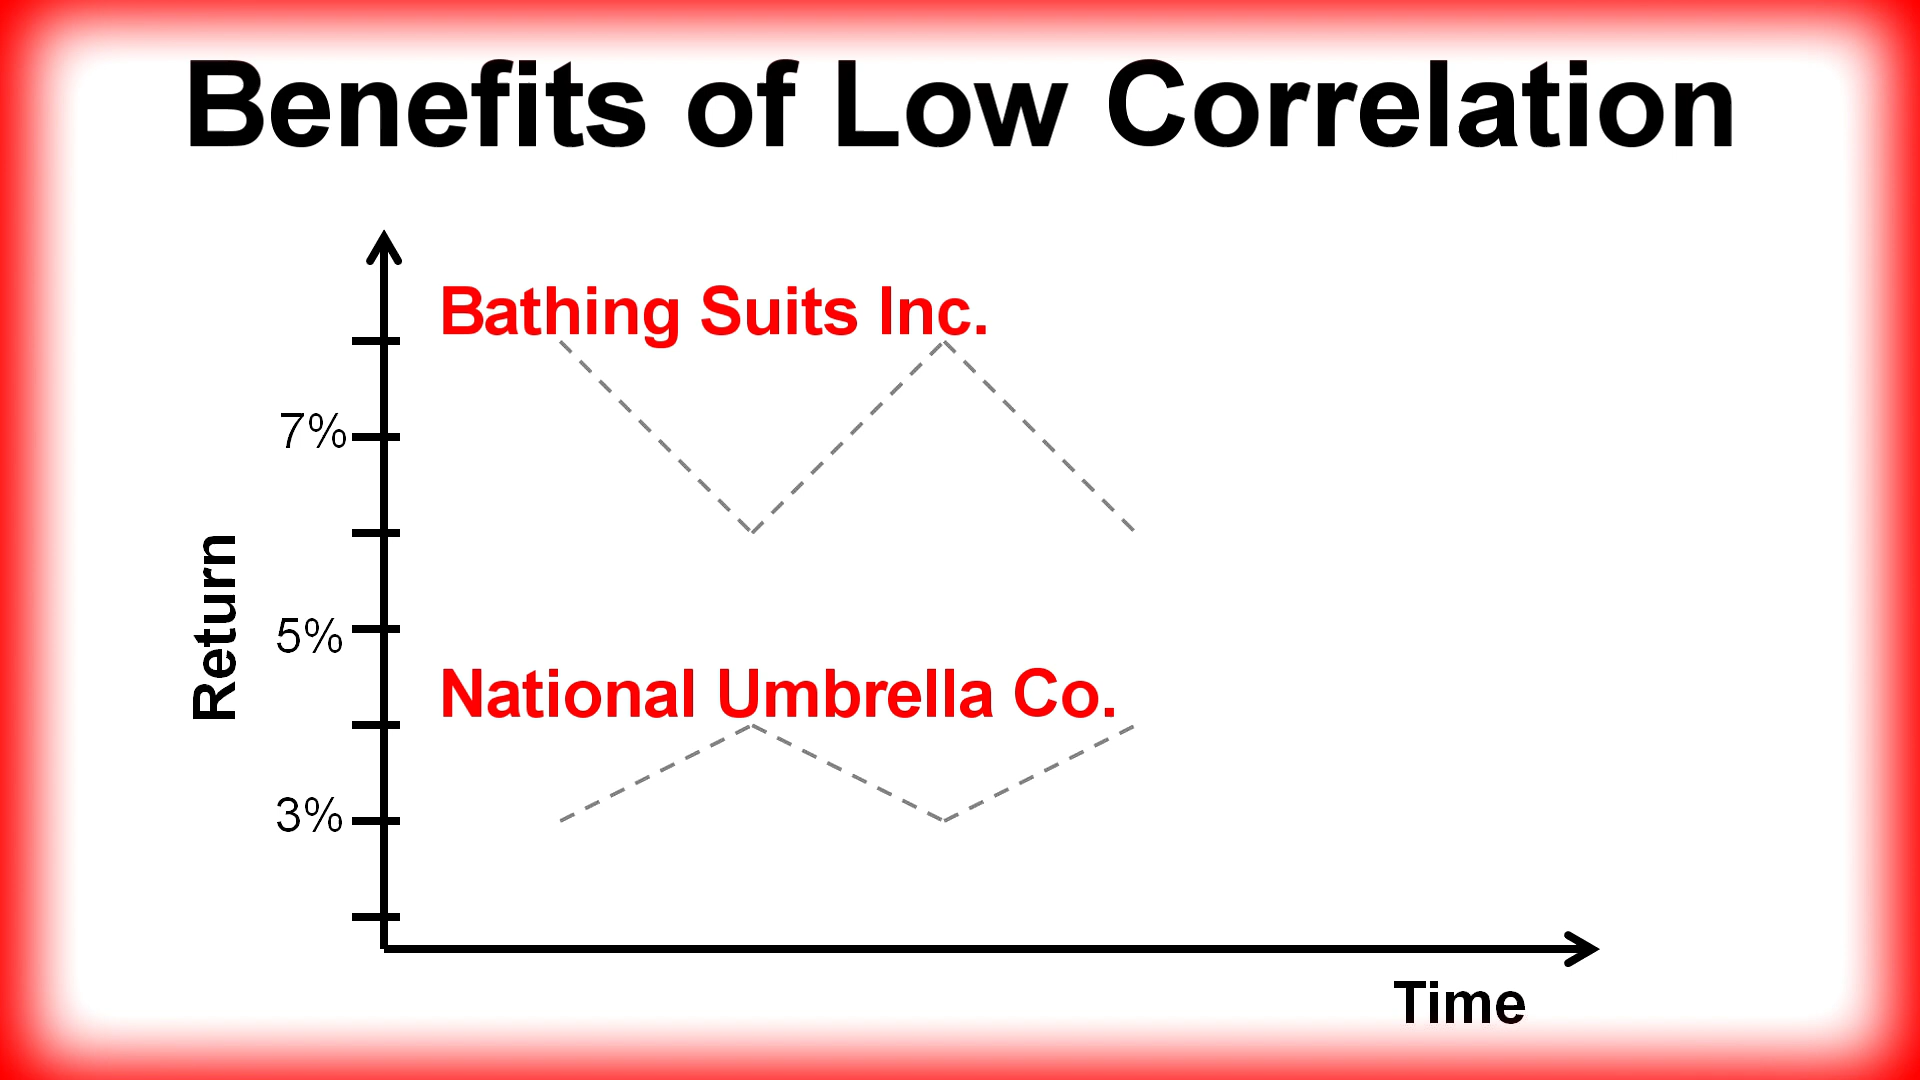 Benefits of Low Correlation
Bathing Suits Inc.
7%
Return
5%
National Umbrella Co.
3%
Time